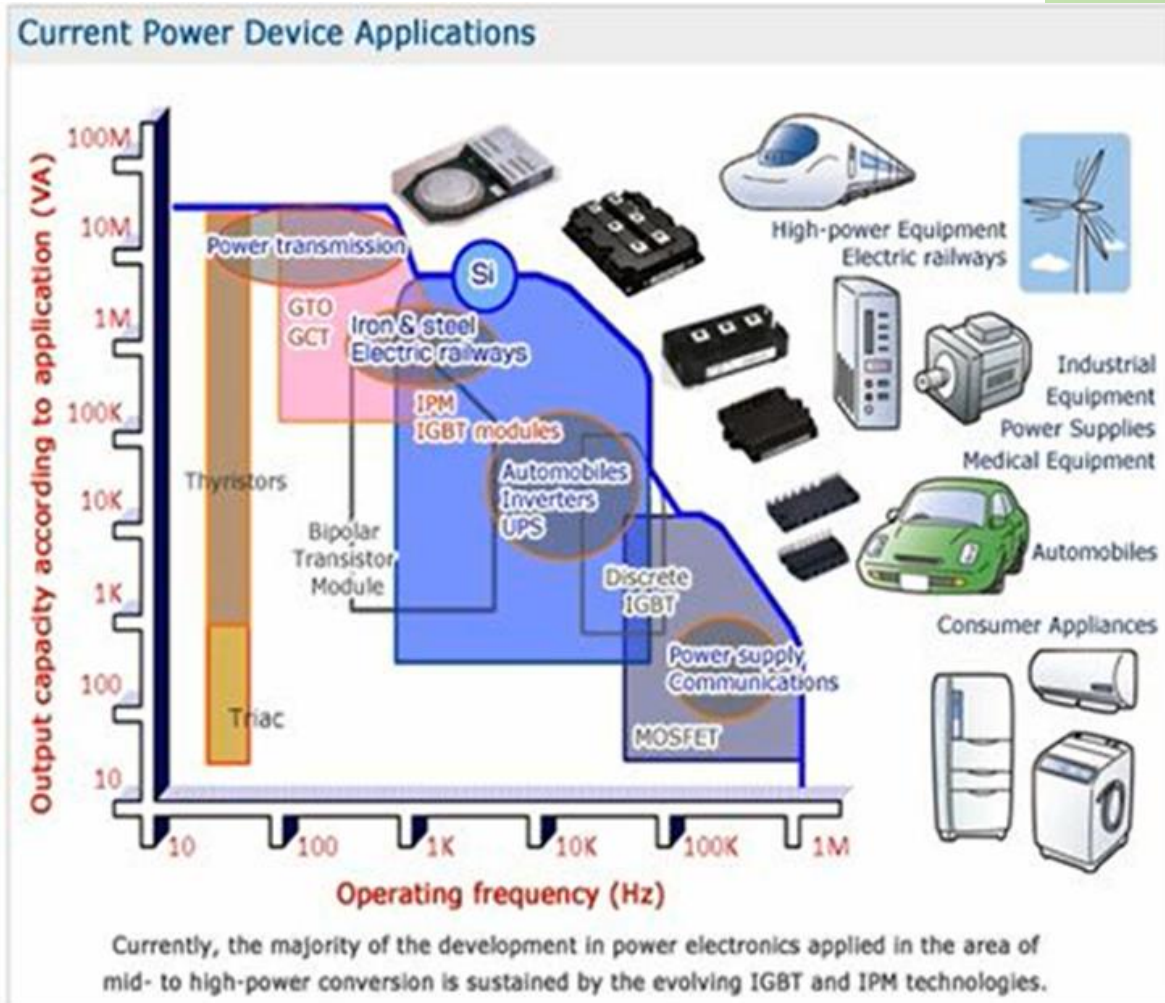 Current Power Device Applications
Output capacity according to application (VA)
100M
10M
1M
100K
10K
1K
100
10
Power transmission
Si
GTO
GCT
Iron & steel
Electric railways
IPM
IGBT modules
Thyristors
Automobiles
Inverters
UPS
Bipolar
Transistor
Module
Discrete
IGBT
Power supply
Communications
Triac
MOSFET
High-power Equipment
Electric railways
Industrial
Equipment
Power Supplies
Medical Equipment
Automobiles
Consumer Appliances
10
100
1K
10K
100K
1M
Operating frequency (Hz)
Currently, the majority of the development in power electronics applied in the area of
mid- to high-power conversion is sustained by the evolving IGBT and IPM technologies.